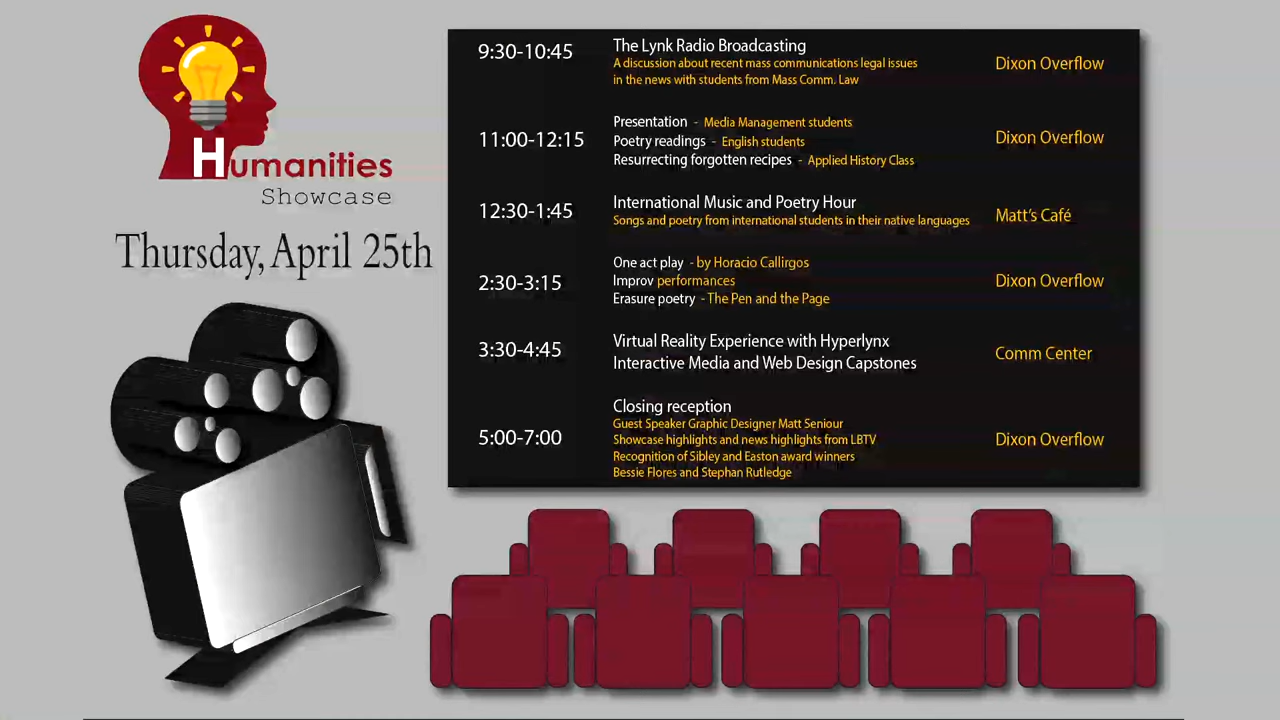 Humanities
Showcase
Thursday, April 25th
9:30-10:45
The Lynk Radio Broadcasting
A discussion about recent mass communications legal issues
in the news with students from Mass Comm. Law
Dixon Overflow
11:00-12:15
Presentation - Media Management students
Poetry readings - English students
Resurrecting forgotten recipes - Applied History Class
Dixon Overflow
12:30-1:45
International Music and Poetry Hour
Songs and poetry from international students in their native languages
Matt's Café
2:30-3:15
One act play - by Horacio Callirgos
Improv performances
Erasure poetry - The Pen and the Page
Dixon Overflow
3:30-4:45
Virtual Reality Experience with Hyperlynx
Interactive Media and Web Design Capstones
Comm Center
5:00-7:00
Closing reception
Guest Speaker Graphic Designer Matt Seniour
Showcase highlights and news highlights from LBTV
Recognition of Sibley and Easton award winners
Bessie Flores and Stephan Rutledge
Dixon Overflow